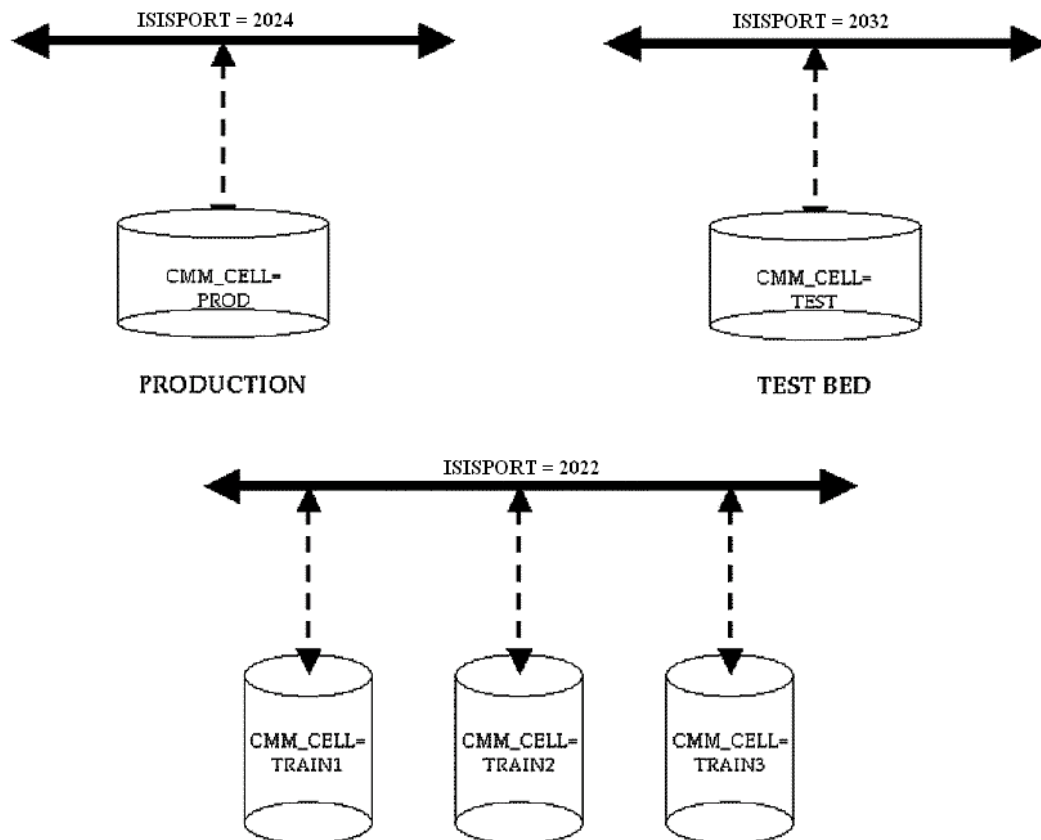 ISISPORT = 2024
ISISPORT = 2032
CMM_CELL=
PROD
CMM_CELL=
TEST
PRODUCTION
TEST BED
ISISPORT = 2022
CMM_CELL=
TRAIN1
CMM_CELL=
TRAIN2
CMM_CELL=
TRAIN3